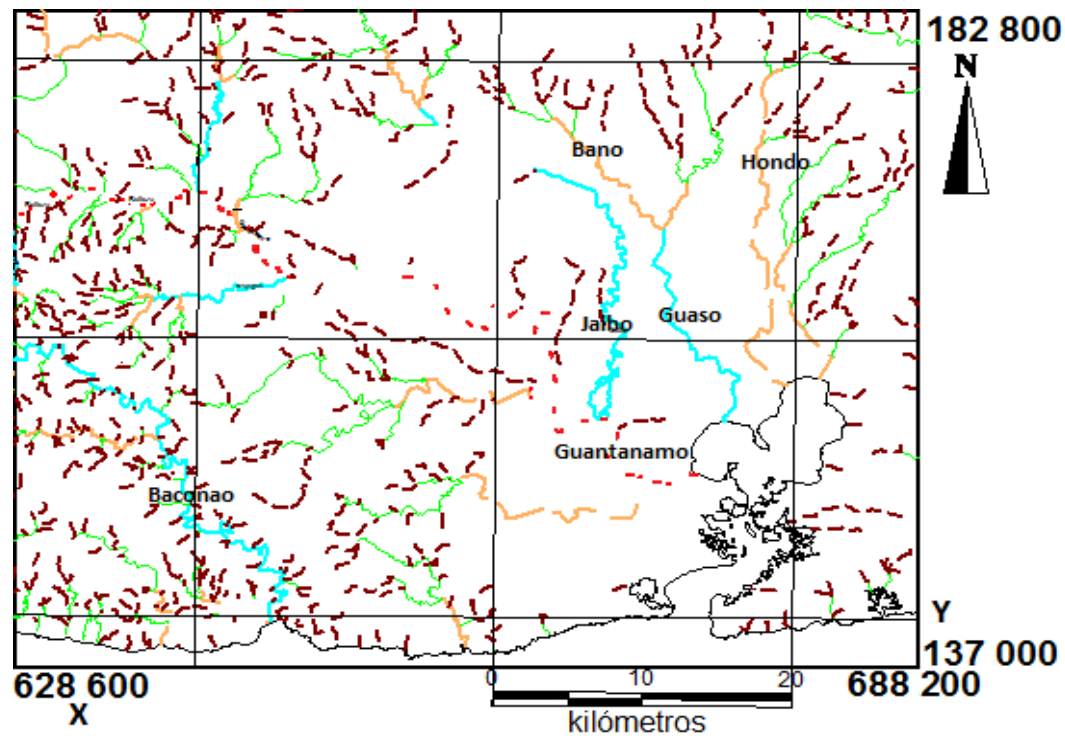 182 800
N
Bano
Hondo
Jaibo
Guaso
Guantanamo
Baconao
Y
137 000
628 600
0
10
20
688 200
X
kilómetros